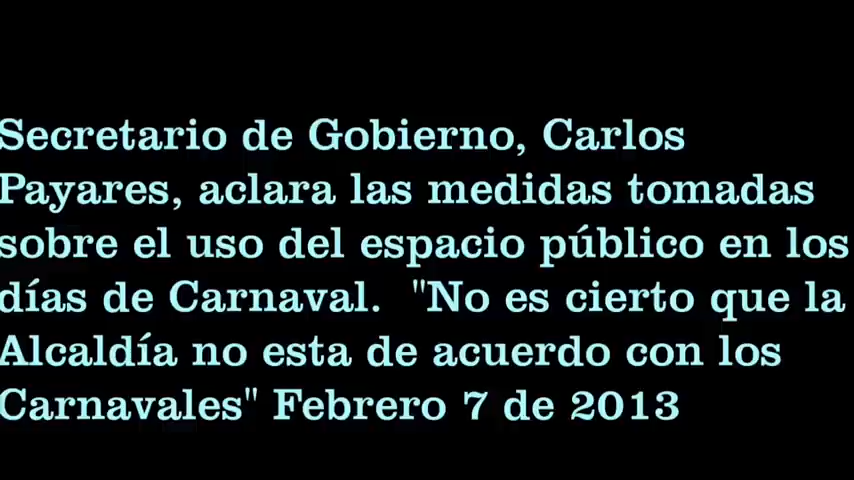 Secretario de Gobierno, Carlos
Payares, aclara las medidas tomadas
sobre el uso del espacio público en los
días de Carnaval.  "No es cierto que la
Alcaldía no esta de acuerdo con los
Carnavales" Febrero 7 de 2013